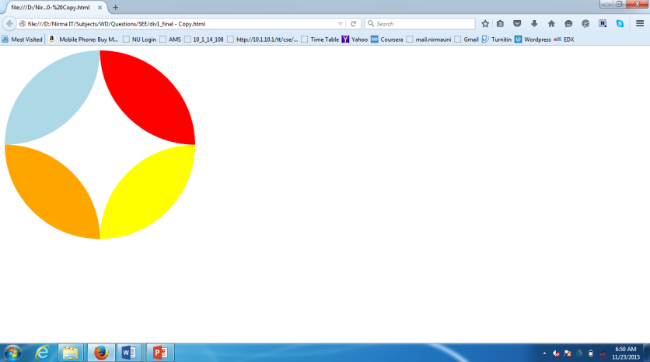 file:///D:/Nir...0-%20Copy.html
file:///D:/Nirma IT/Subjects/WD/Questions/SEE/div1_final - Copy.html
Search
Most Visited
Mobile Phone: Buy M...
NU Login
AMS
10_1_14_108
http://10.1.10.1/tt/cse/...
Time Table
Yahoo
Coursera
mail.nirmauni
Gmail
Turnitin
Wordpress
EDX
6:50 AM
11/23/2015